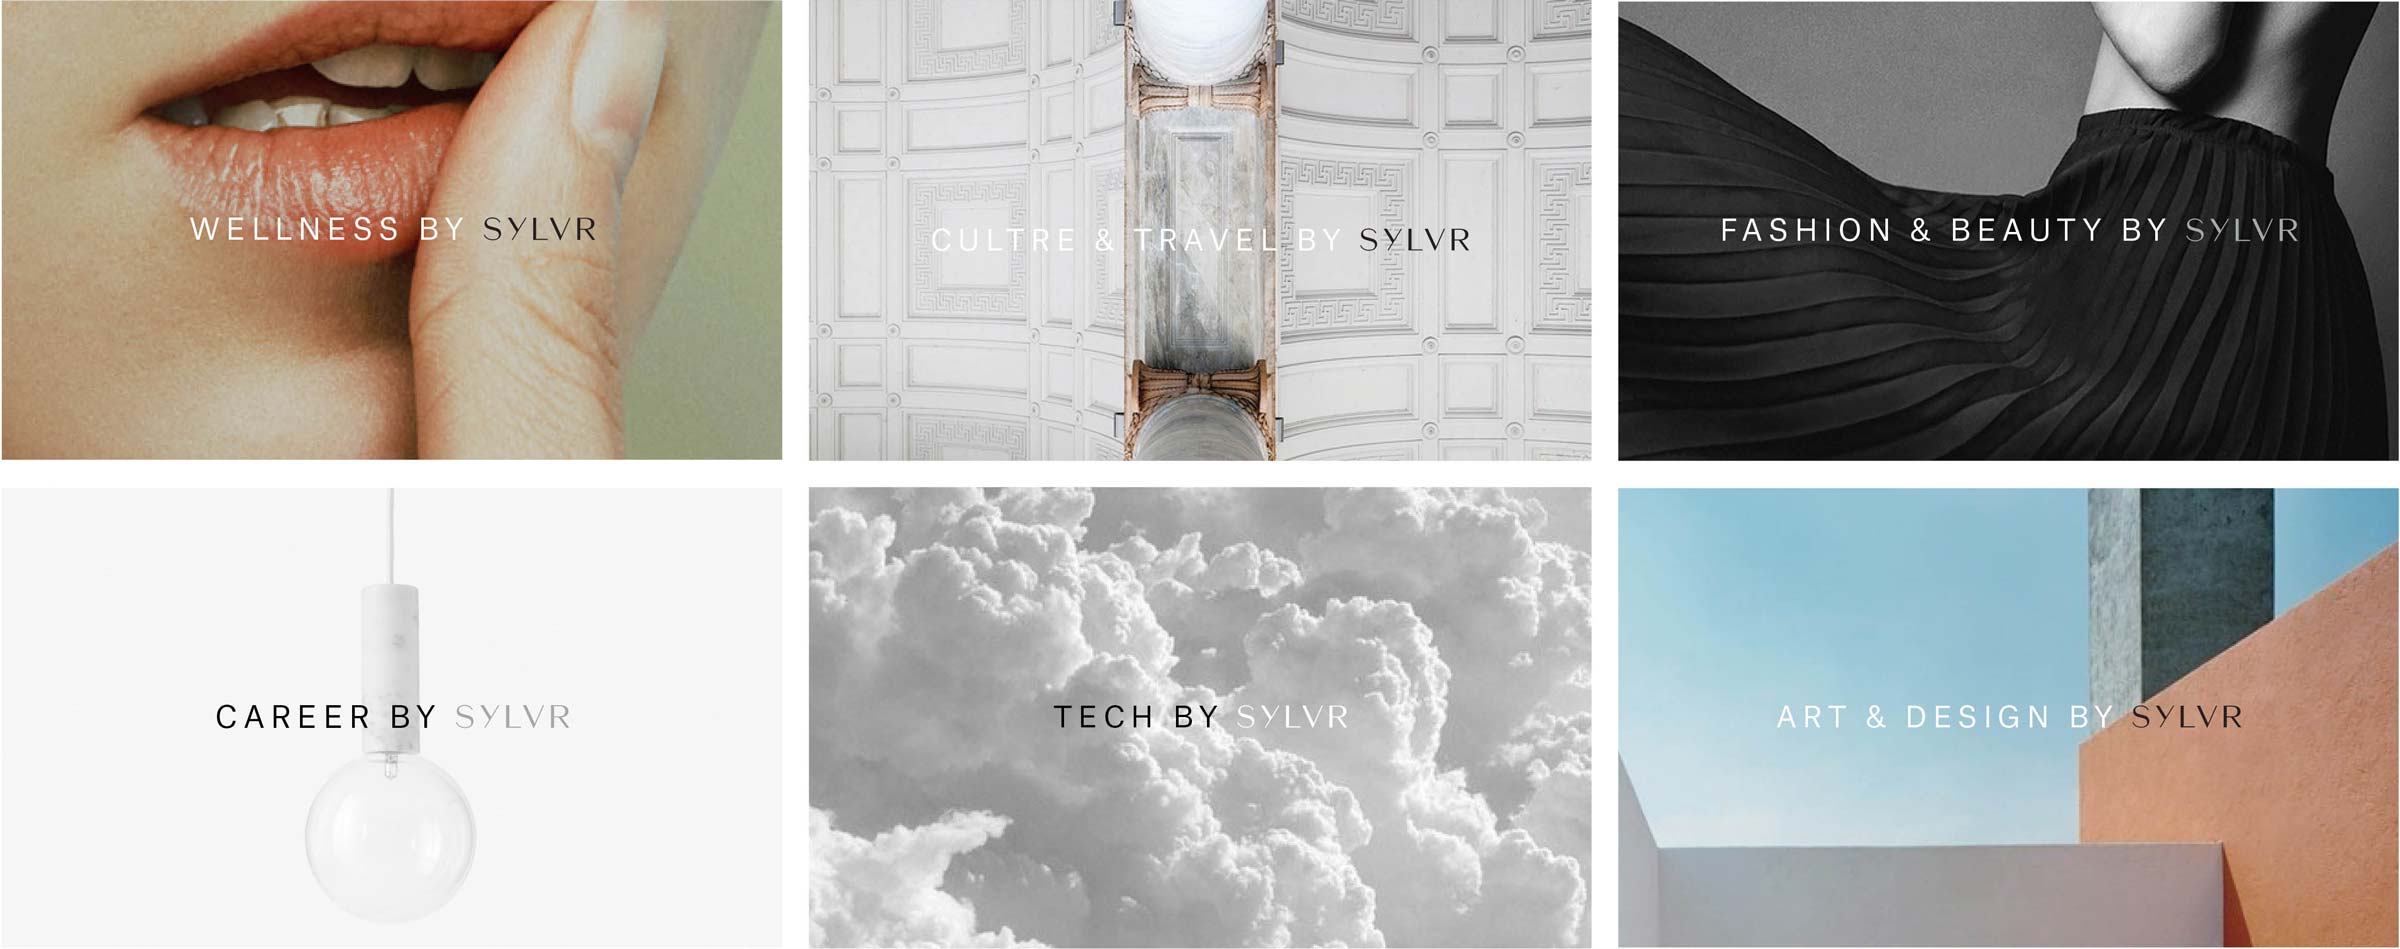 WELLNESS BY SYLVR
CULTRE & TRAVEL BY SYLVR
FASHION & BEAUTY BY SYLVR
CAREER BY SYLVR
TECH BY SYLVR
ART & DESIGN BY SYLVR